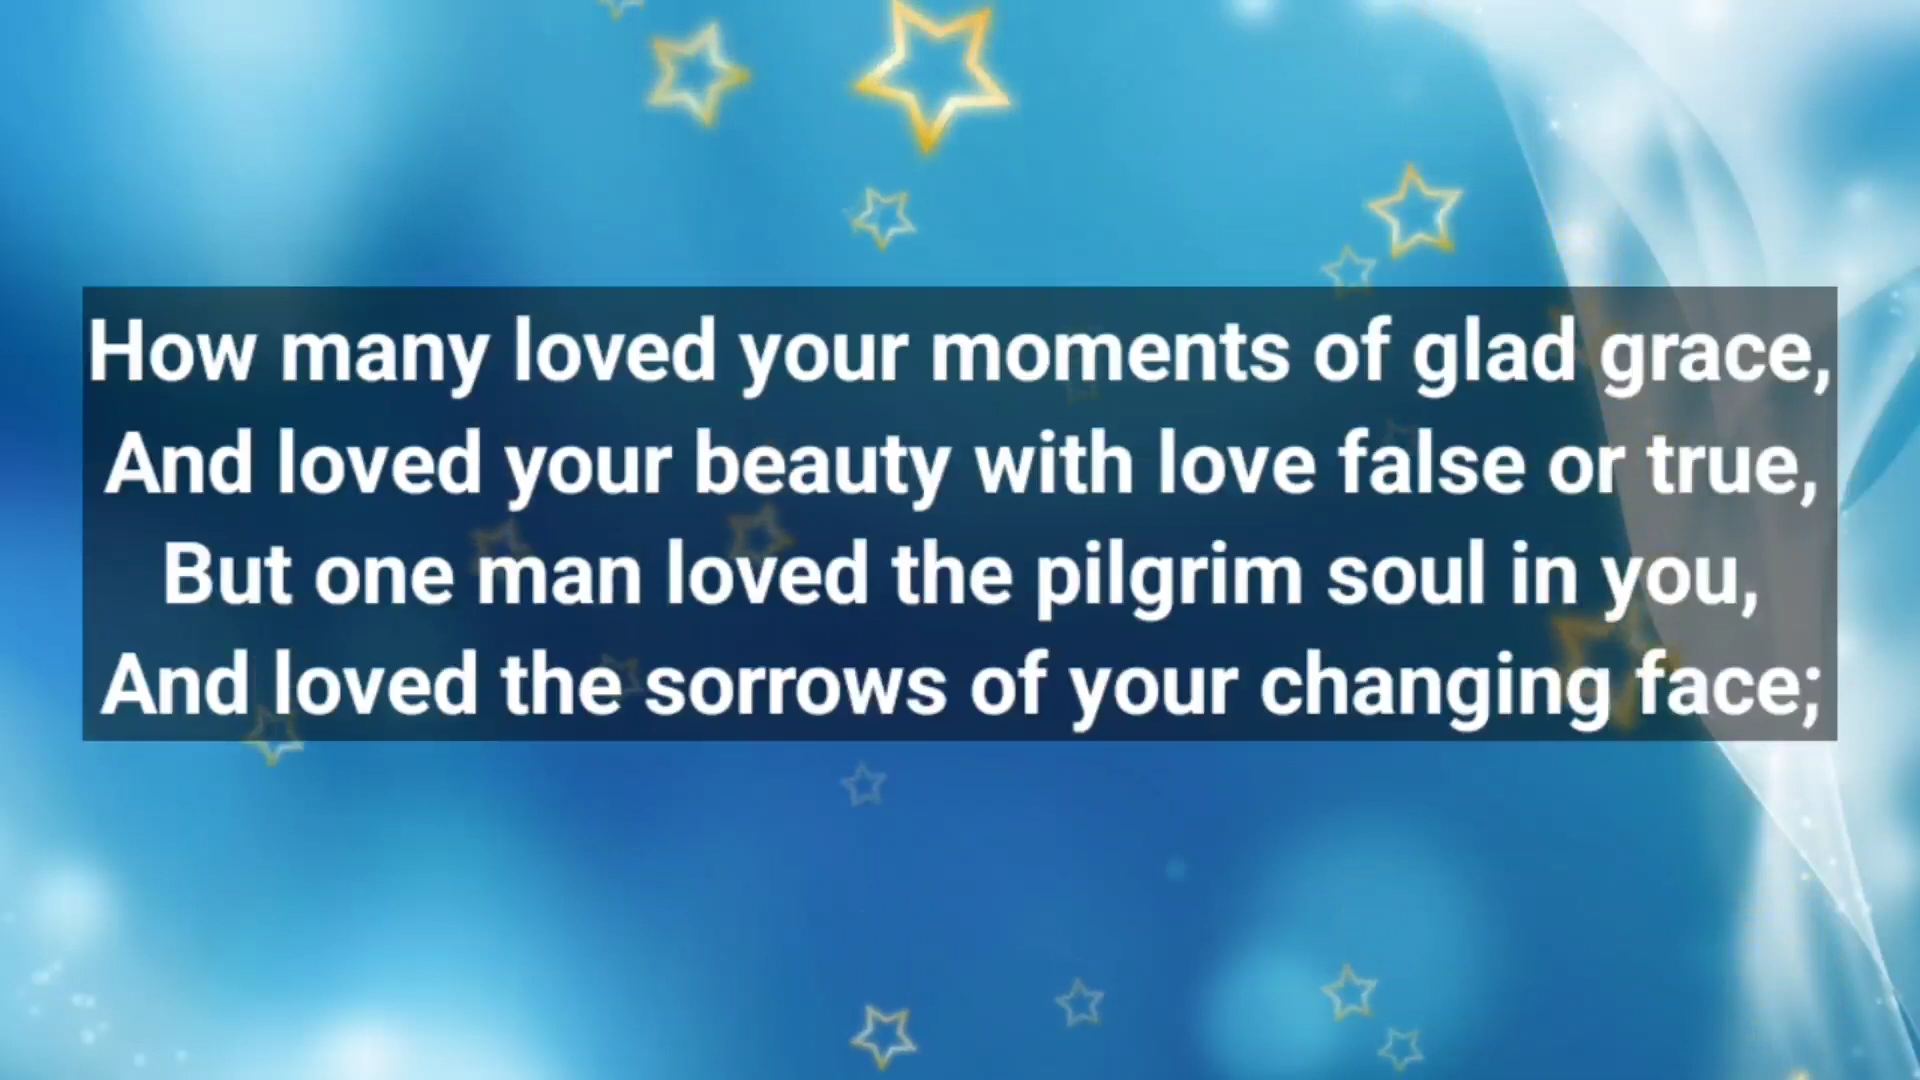 How many loved your moments of glad grace,
And loved your beauty with love false or true,
But one man loved the pilgrim soul in you,
And loved the sorrows of your changing face;